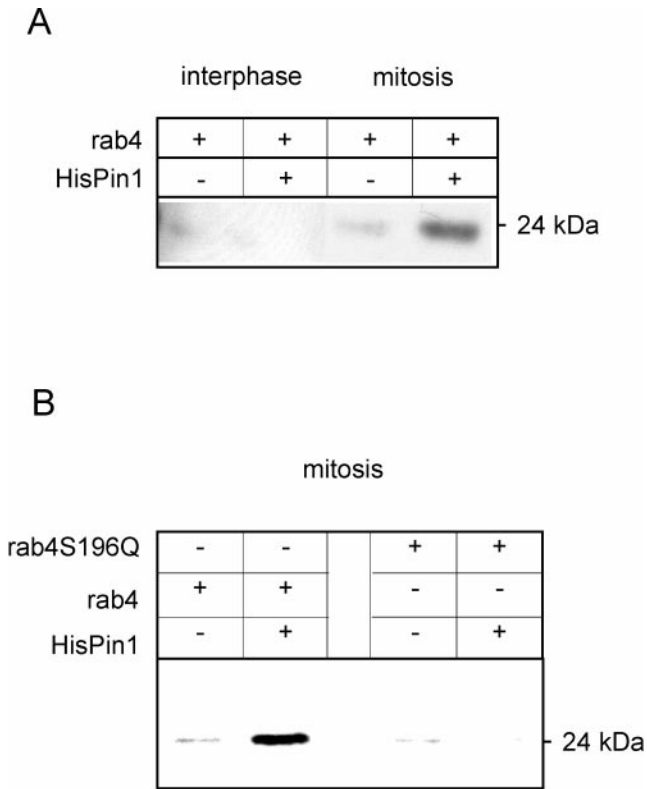 A
interphase mitosis
rab4 + + + +
HisPin1 - + - +
- 24 kDa
B
mitosis
rab4S196Q - - + +
rab4 + + - -
HisPin1 - + - +
- 24 kDa